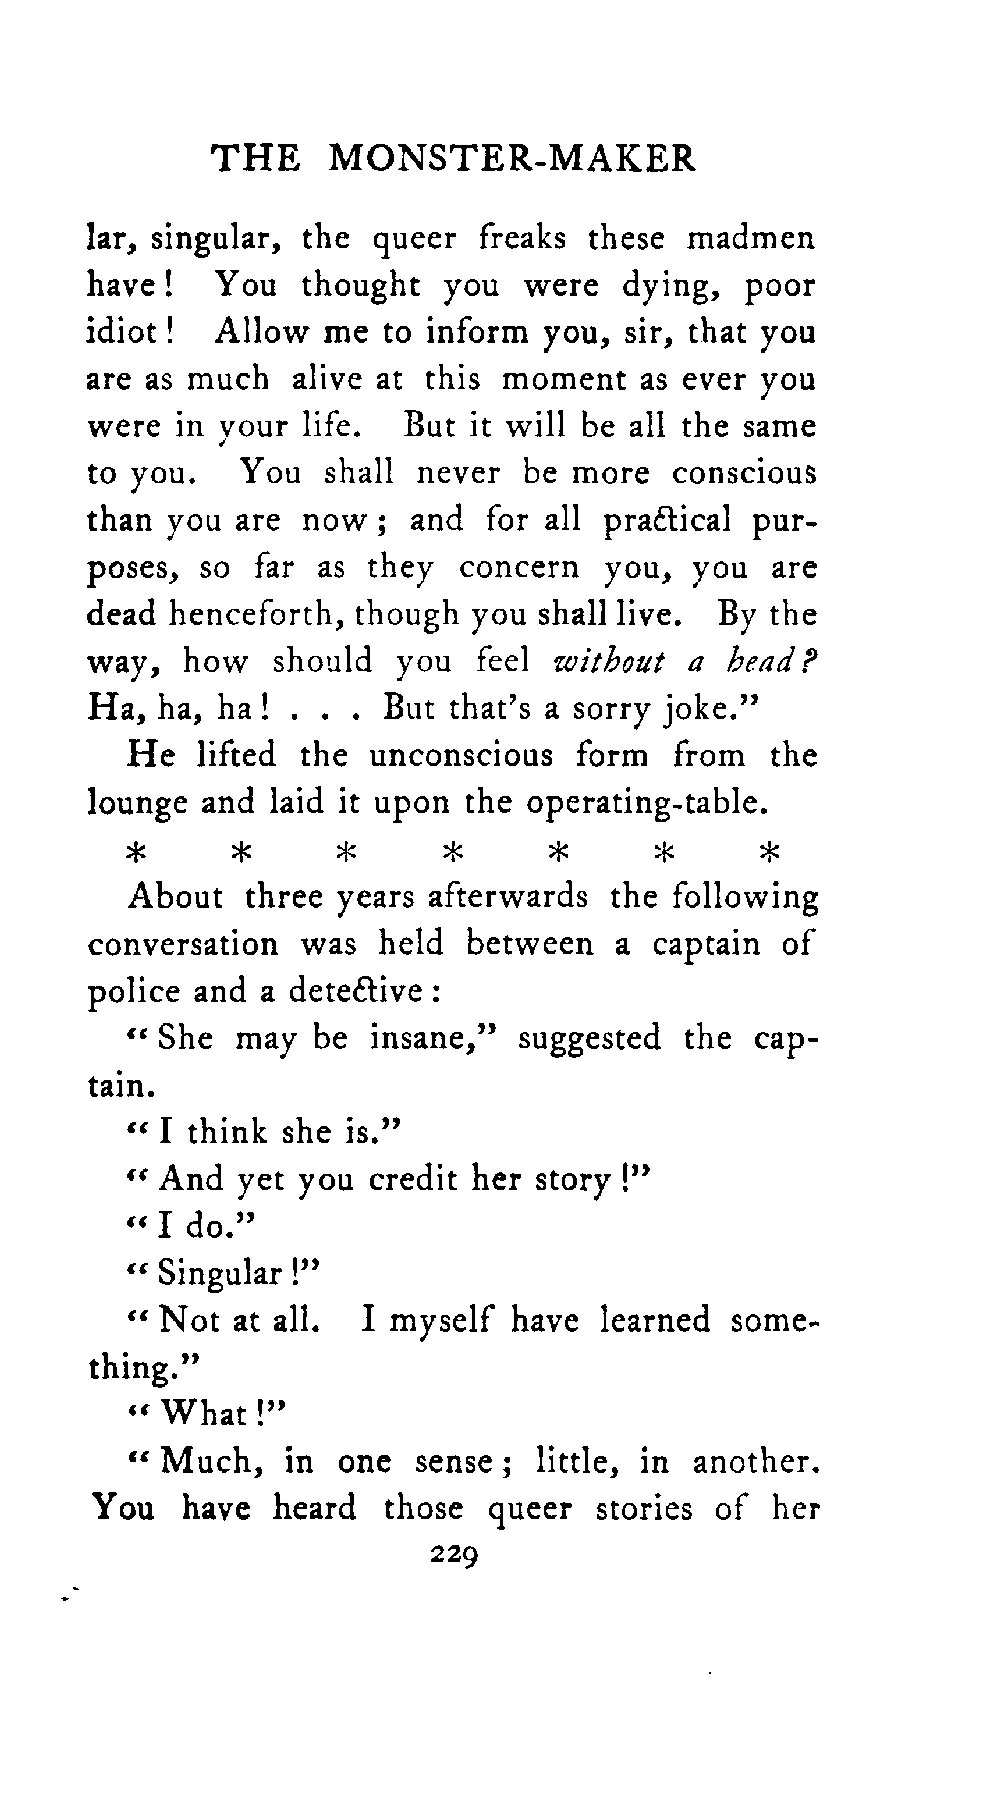 THE MONSTER-MAKER
lar, singular, the queer freaks these madmen
have! You thought you were dying, poor
idiot! Allow me to inform you, sir, that you
are as much alive at this moment as ever you
were in your life. But it will be all the same
to you. You shall never be more conscious
than you are now; and for all practical pur-
poses, so far as they concern you, you are
dead henceforth, though you shall live. By the
way, how should you feel without a head?
Ha, ha, ha! . . . But that's a sorry joke."
He lifted the unconscious form from the
lounge and laid it upon the operating-table.
* * * * * * *
About three years afterwards the following
conversation was held between a captain of
police and a detective:
"She may be insane," suggested the cap-
tain.
"I think she is."
"And yet you credit her story!"
"I do."
"Singular!"
"Not at all. I myself have learned some-
thing."
"What!"
"Much, in one sense; little, in another.
You have heard those queer stories of her
229